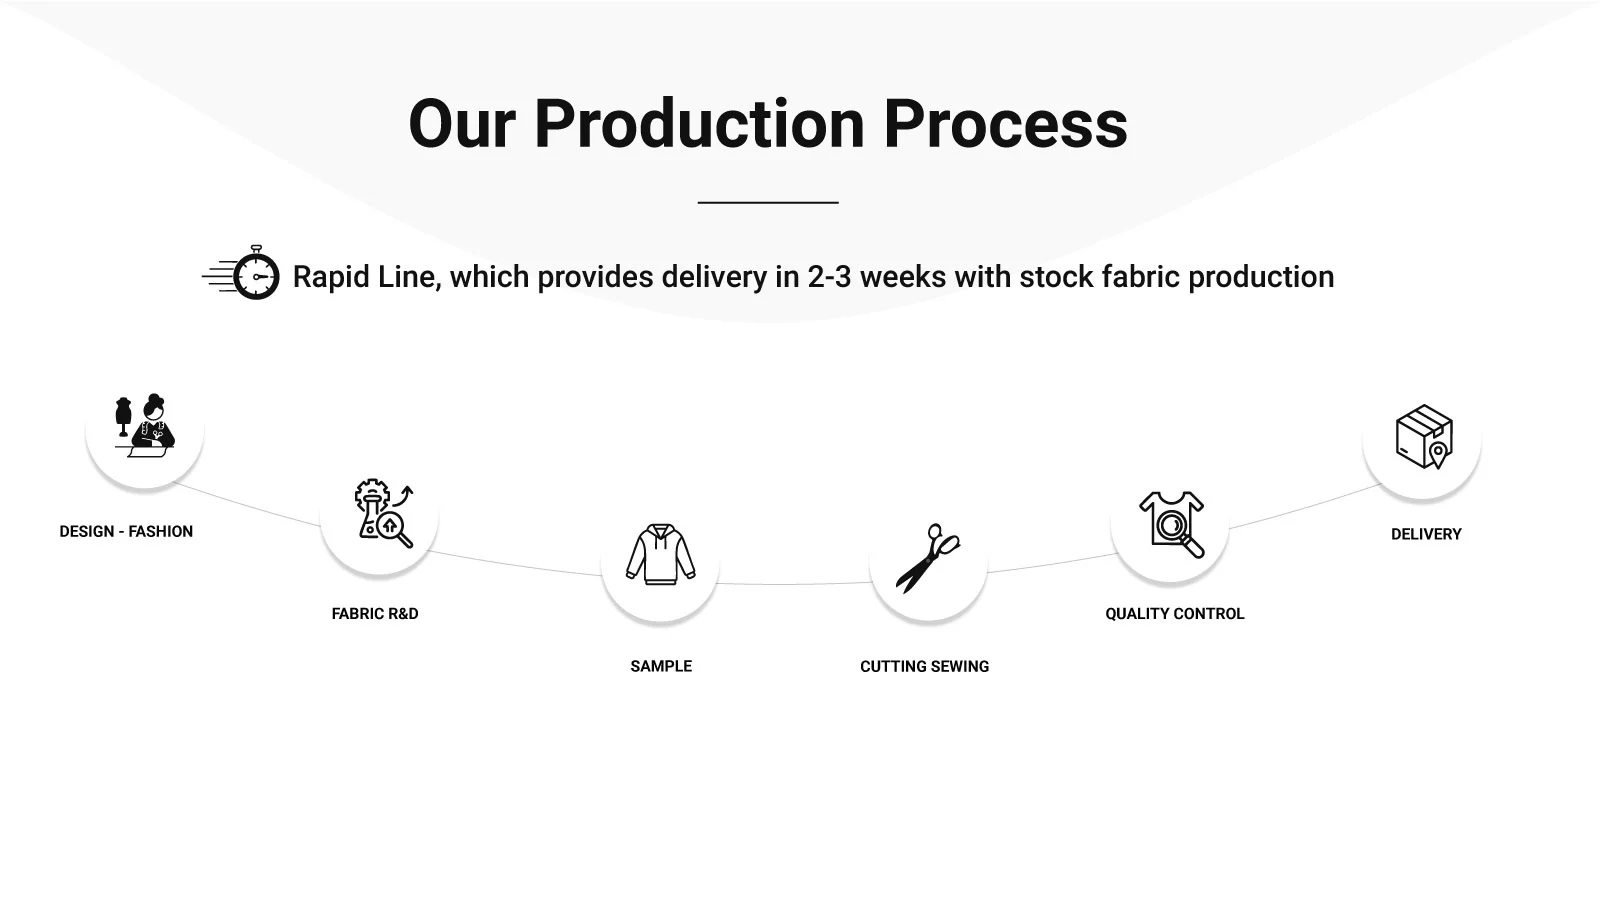 Our Production Process
Rapid Line, which provides delivery in 2-3 weeks with stock fabric production
DESIGN - FASHION
FABRIC R&D
SAMPLE
CUTTING SEWING
QUALITY CONTROL
DELIVERY